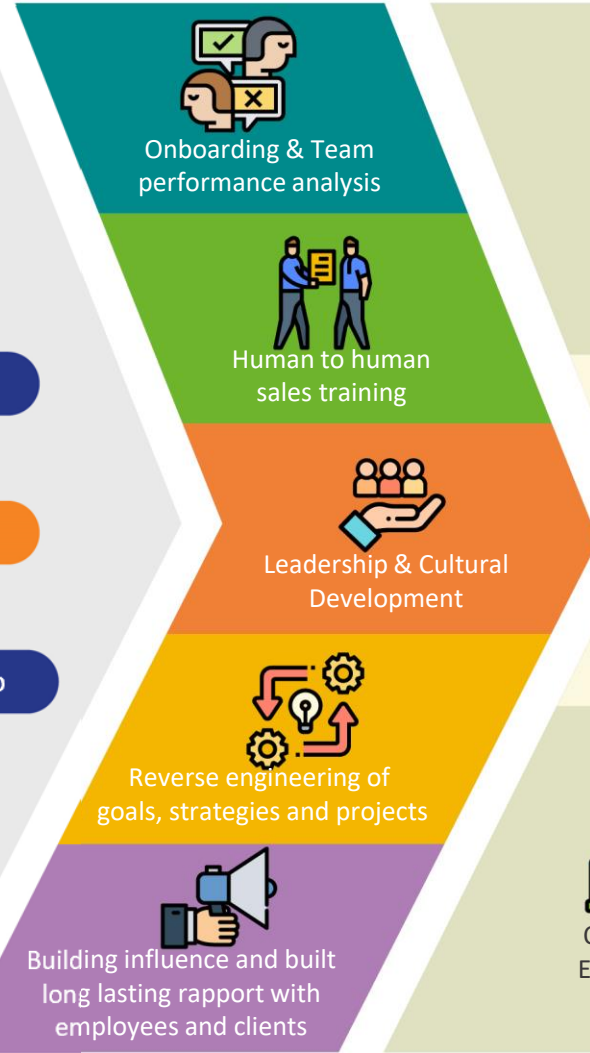 Onboarding & Team
performance analysis
Human to human
sales training
Leadership & Cultural
Development
Reverse engineering of
goals, strategies and projects
Building influence and built
long lasting rapport with
employees and clients